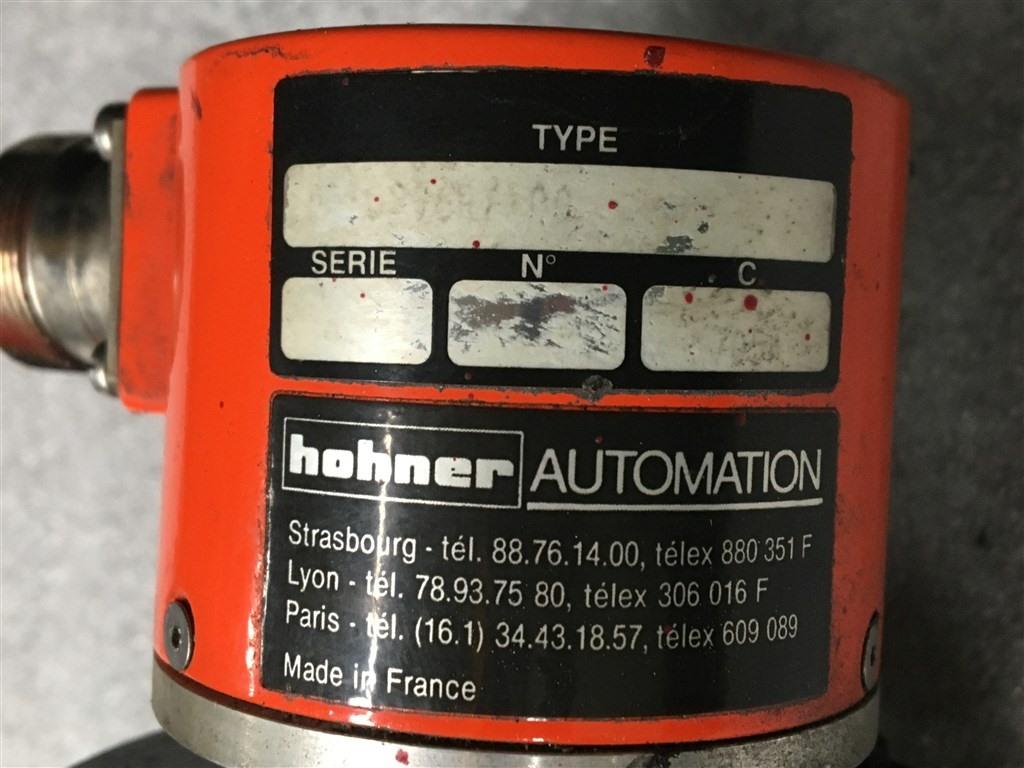 TYPE
SERIE N° C
hohner AUTOMATION
Strasbourg - tél. 88.76.14.00, télex 880 351 F
Lyon - tél. 78.93.75 80, télex 306 016 F
Paris - tél. (16.1) 34.43.18.57, télex 609 089
Made in France